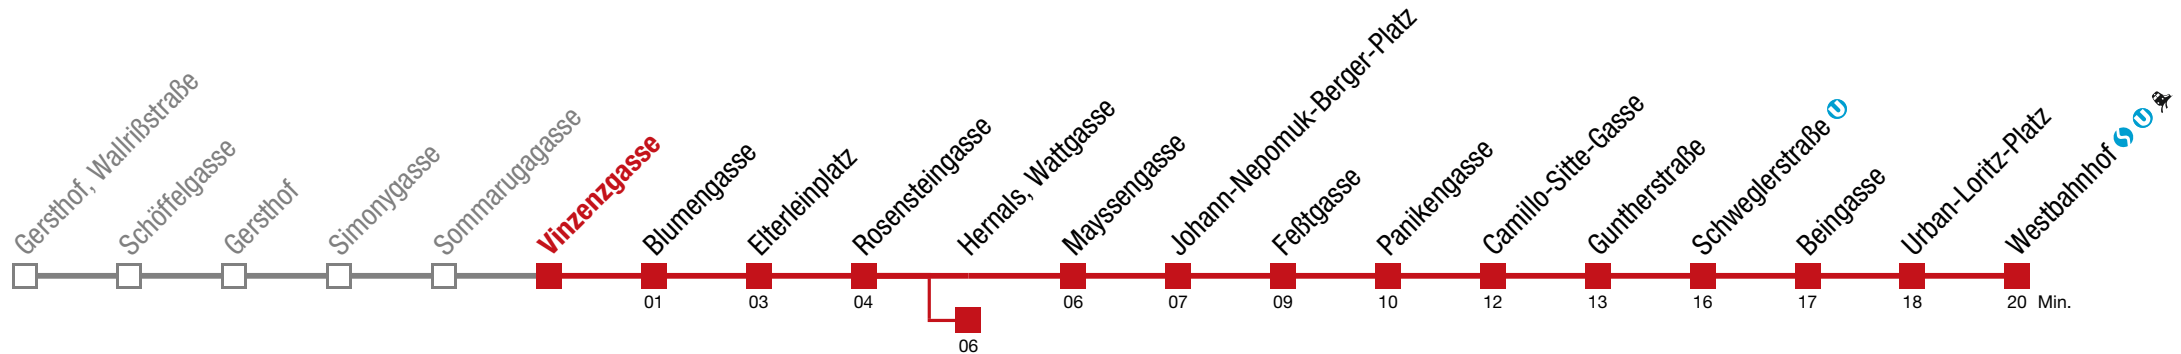 Gersthof, Wallrißstraße
Schöffelgasse
Gersthof
Simonygasse
Sommarugagasse
Vinzenzgasse
Blumengasse
Elterleinplatz
Rosensteingasse
Hernals, Wattgasse
Mayssengasse
Johann-Nepomuk-Berger-Platz
Feßtgasse
Panikengasse
Camillo-Sitte-Gasse
Guntherstraße
Schweglerstraße U
Beingasse
Urban-Loritz-Platz
Westbahnhof S U
01 03 04 06 07 09 10 12 13 16 17 18 20 Min.
06